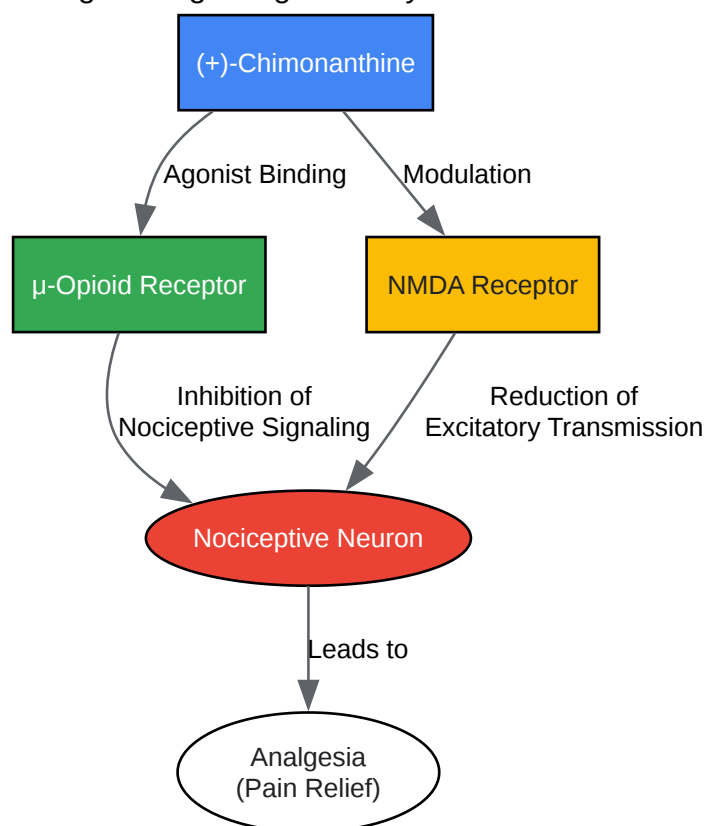 (+)-Chimonanthine
Agonist Binding
Modulation
μ-Opioid Receptor
NMDA Receptor
Inhibition of
Nociceptive Signaling
Reduction of
Excitatory Transmission
Nociceptive Neuron
Leads to
Analgesia
(Pain Relief)